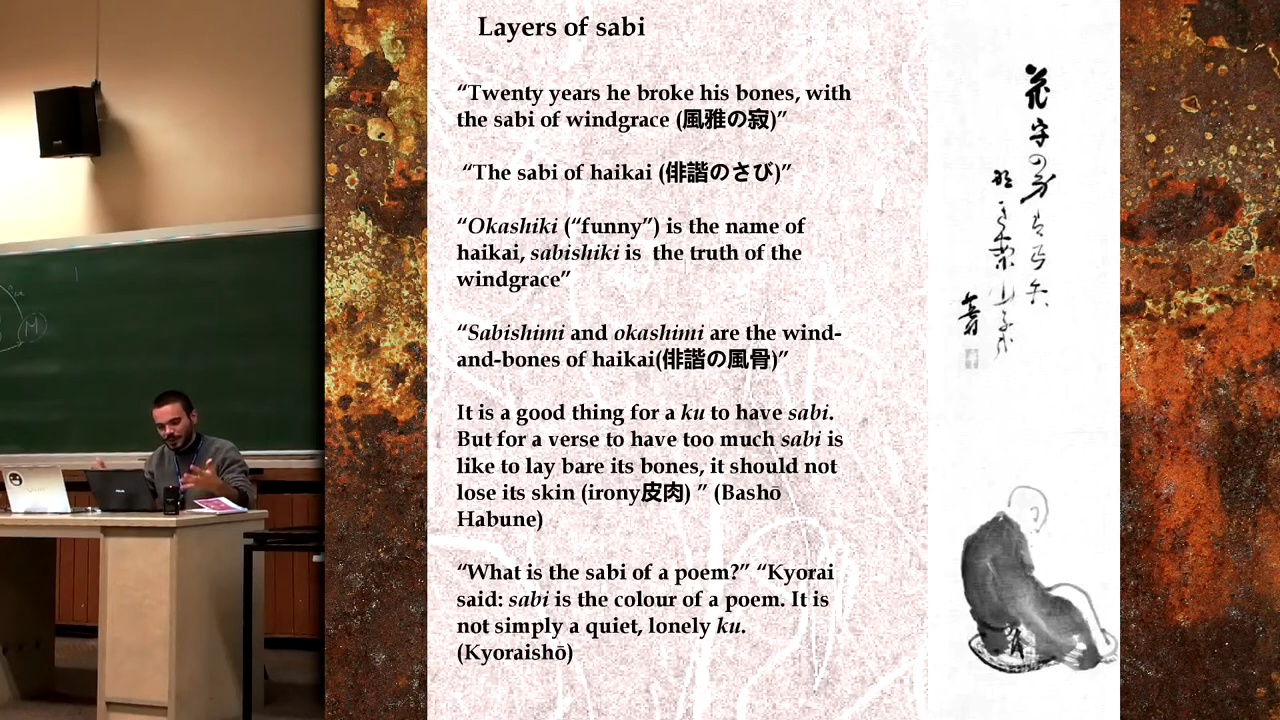 Layers of sabi
“Twenty years he broke his bones, with
the sabi of windgrace (風雅の寂)”
“The sabi of haikai (俳諧のさび)”
“Okashiki (“funny”) is the name of
haikai, sabishiki is the truth of the
windgrace”
“Sabishimi and okashimi are the wind-
and-bones of haikai(俳諧の風骨)”
It is a good thing for a ku to have sabi.
But for a verse to have too much sabi is
like to lay bare its bones, it should not
lose its skin (irony皮肉) ” (Bashō
Habune)
“What is the sabi of a poem?” “Kyorai
said: sabi is the colour of a poem. It is
not simply a quiet, lonely ku.
(Kyoraishō)